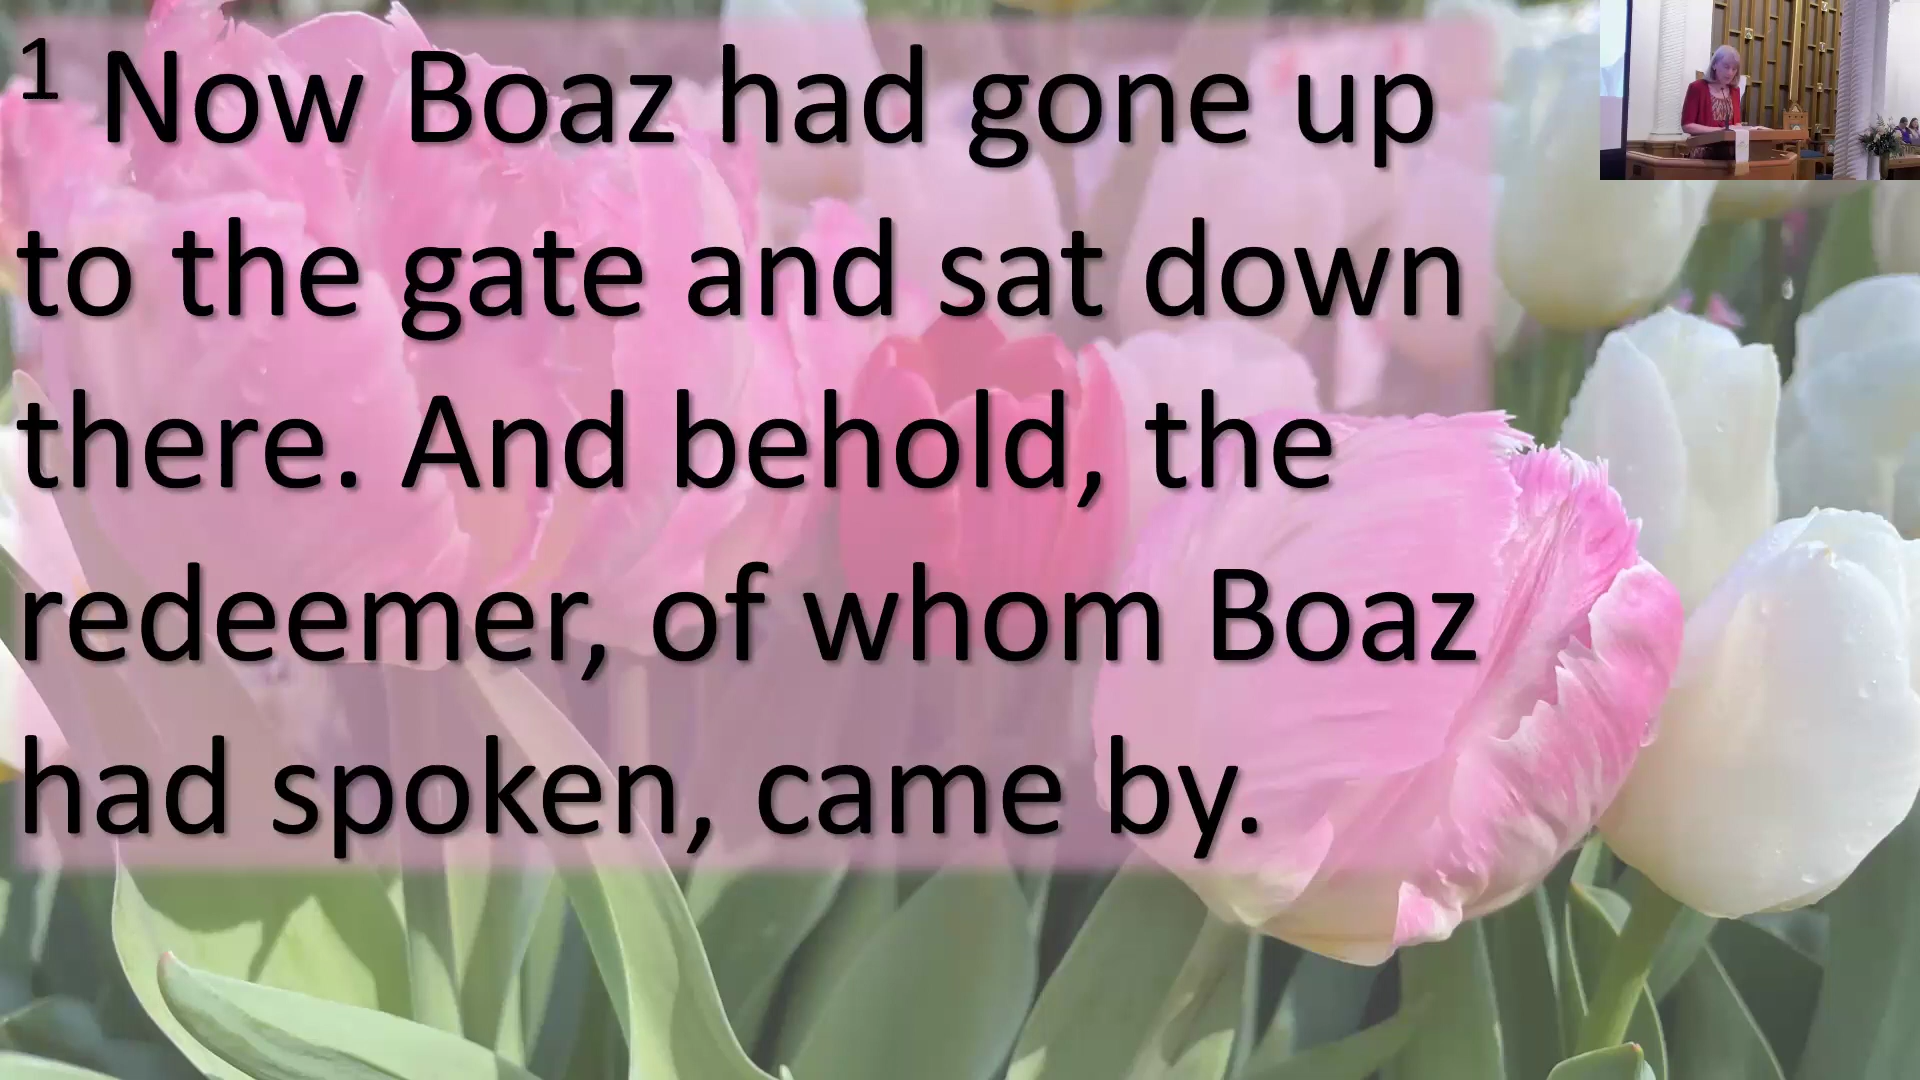 1 Now Boaz had gone up
to the gate and sat down
there. And behold, the
redeemer, of whom Boaz
had spoken, came by.